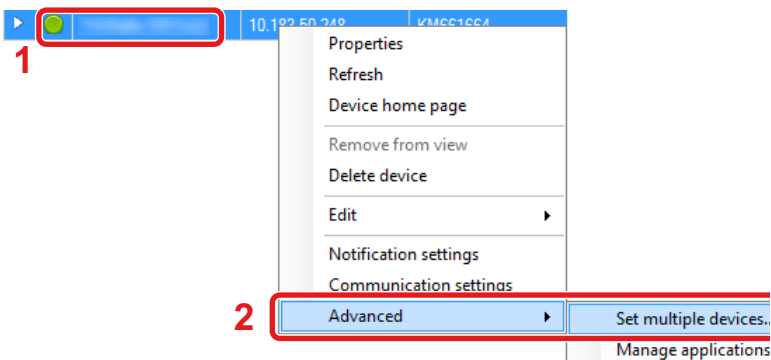 10.183.50.248 KM661664
1
Properties
Refresh
Device home page
Remove from view
Delete device
Edit
Notification settings
Communication settings
2
Advanced
Set multiple devices...
Manage applications